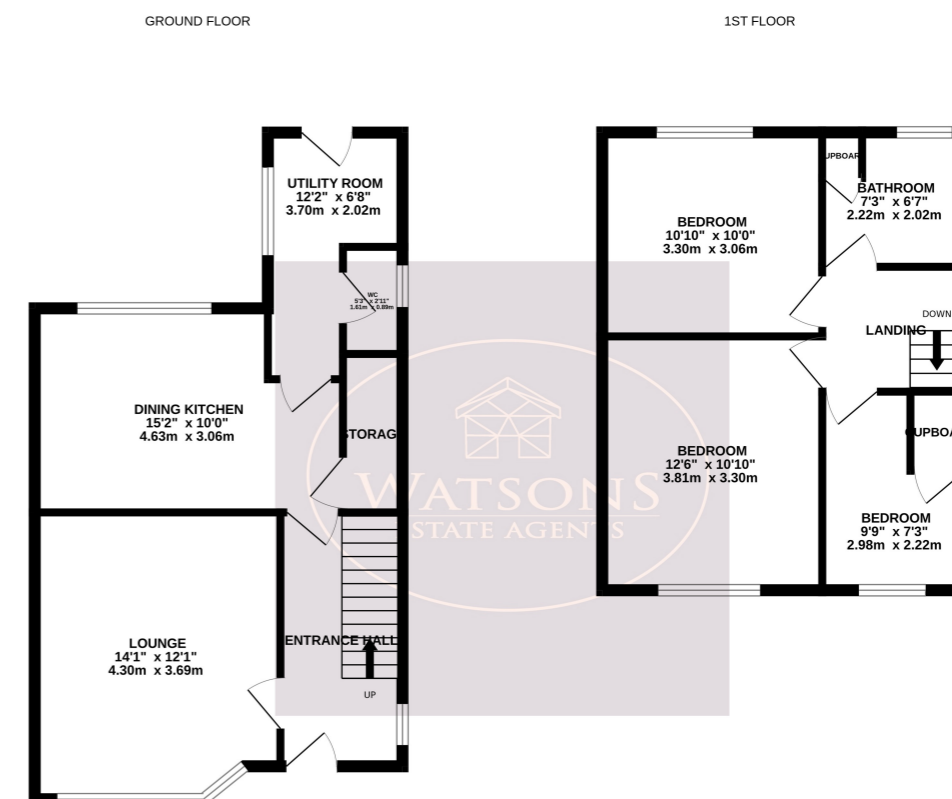 GROUND FLOOR
1ST FLOOR
UTILITY ROOM
12'2" x 6'8"
3.70m x 2.02m
WC
5'3" x 2'11"
1.61m x 0.89m
DINING KITCHEN
15'2" x 10'0"
4.63m x 3.06m
STORAG
LOUNGE
14'1" x 12'1"
4.30m x 3.69m
ENTRANCE HALL
UP
WATSONS
ESTATE AGENTS
BEDROOM
10'10" x 10'0"
3.30m x 3.06m
UPBOAR
BATHROOM
7'3" x 6'7"
2.22m x 2.02m
DOWN
LANDING
BEDROOM
12'6" x 10'10"
3.81m x 3.30m
CUPBOA
BEDROOM
9'9" x 7'3"
2.98m x 2.22m